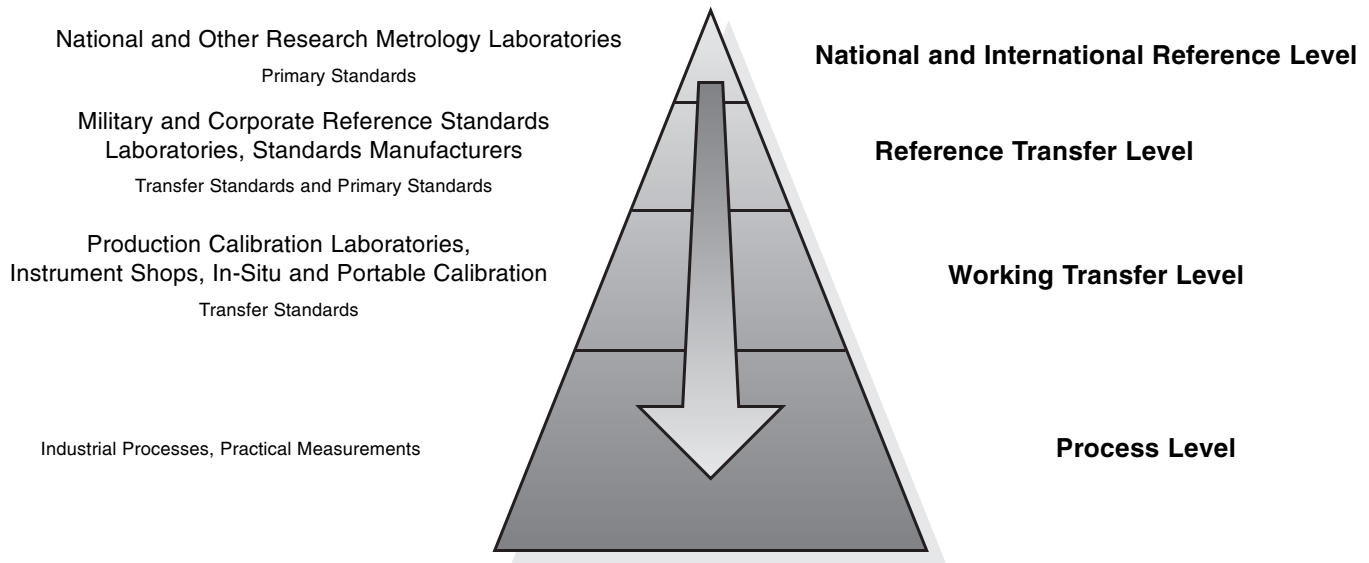 National and Other Research Metrology Laboratories
Primary Standards
National and International Reference Level
Military and Corporate Reference Standards
Laboratories, Standards Manufacturers
Transfer Standards and Primary Standards
Reference Transfer Level
Production Calibration Laboratories,
Instrument Shops, In-Situ and Portable Calibration
Transfer Standards
Working Transfer Level
Industrial Processes, Practical Measurements
Process Level